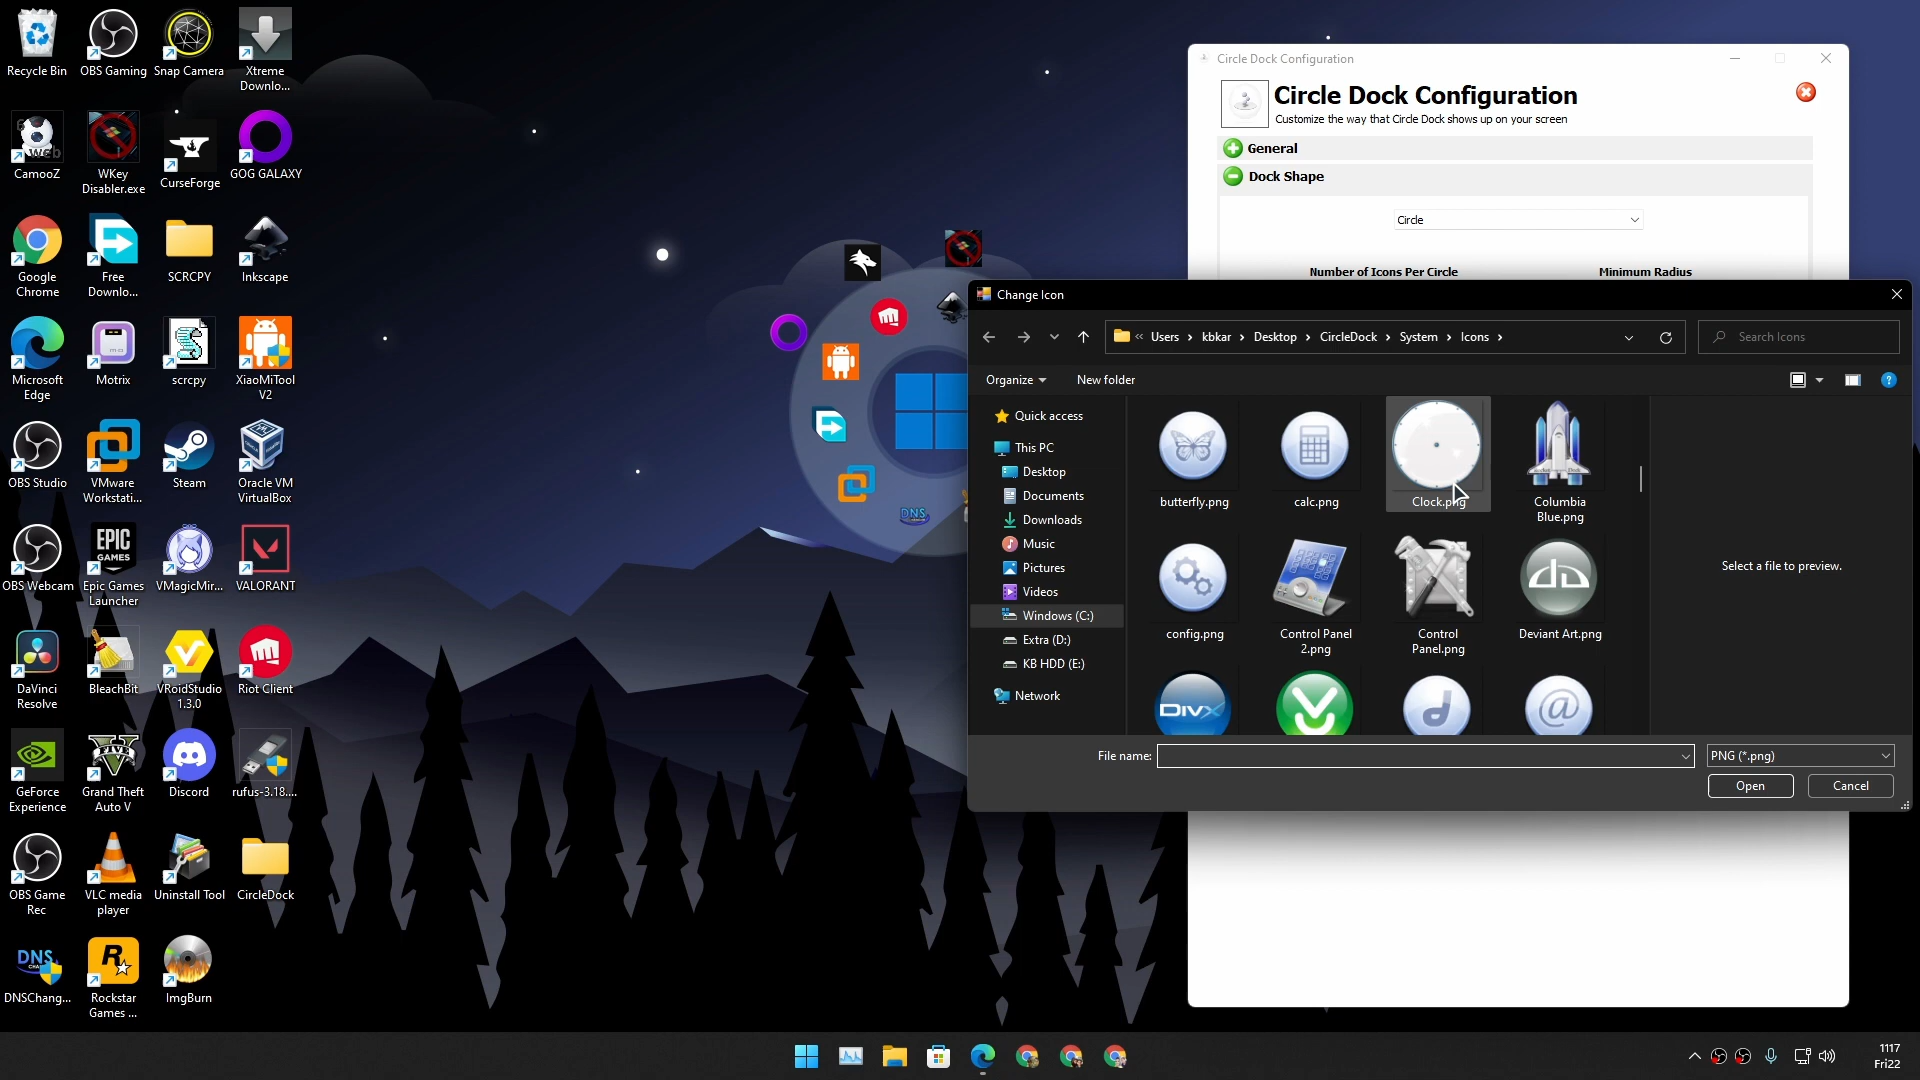 Recycle Bin
OBS Gaming
Snap Camera
Xtreme
Downlo...
CamooZ
WKey
Disabler.exe
CurseForge
GOG GALAXY
Google
Chrome
Free
Downlo...
SCRCPY
Inkscape
Microsoft
Edge
Motrix
scrcpy
XiaoMiTool
V2
OBS Studio
VMware
Workstati...
Steam
Oracle VM
VirtualBox
OBS Webcam
EPIC
GAMES
Epic Games
Launcher
VMagicMir...
VALORANT
DaVinci
Resolve
BleachBit
VRoidStudio
1.3.0
Riot Client
GeForce
Experience
Grand Theft
Auto V
Discord
rufus-3.18....
OBS Game
Rec
VLC media
player
Uninstall Tool
CircleDock
DNS
DNSChang...
Rockstar
Games ...
ImgBurn
DNS
Circle Dock Configuration
Circle Dock Configuration
Customize the way that Circle Dock shows up on your screen
General
Dock Shape
Circle
Number of Icons Per Circle
Minimum Radius
Change Icon
« Users › kbkar › Desktop › CircleDock › System › Icons ›
Search Icons
Organize
New folder
Quick access
This PC
Desktop
Documents
Downloads
Music
Pictures
Videos
Windows (C:)
Extra (D:)
KB HDD (E:)
Network
butterfly.png
calc.png
Clock.png
Columbia
Blue.png
config.png
Control Panel
2.png
Control
Panel.png
Deviant Art.png
DIVX
Select a file to preview.
File name:
PNG (*.png)
Open
Cancel
1117
Fri22